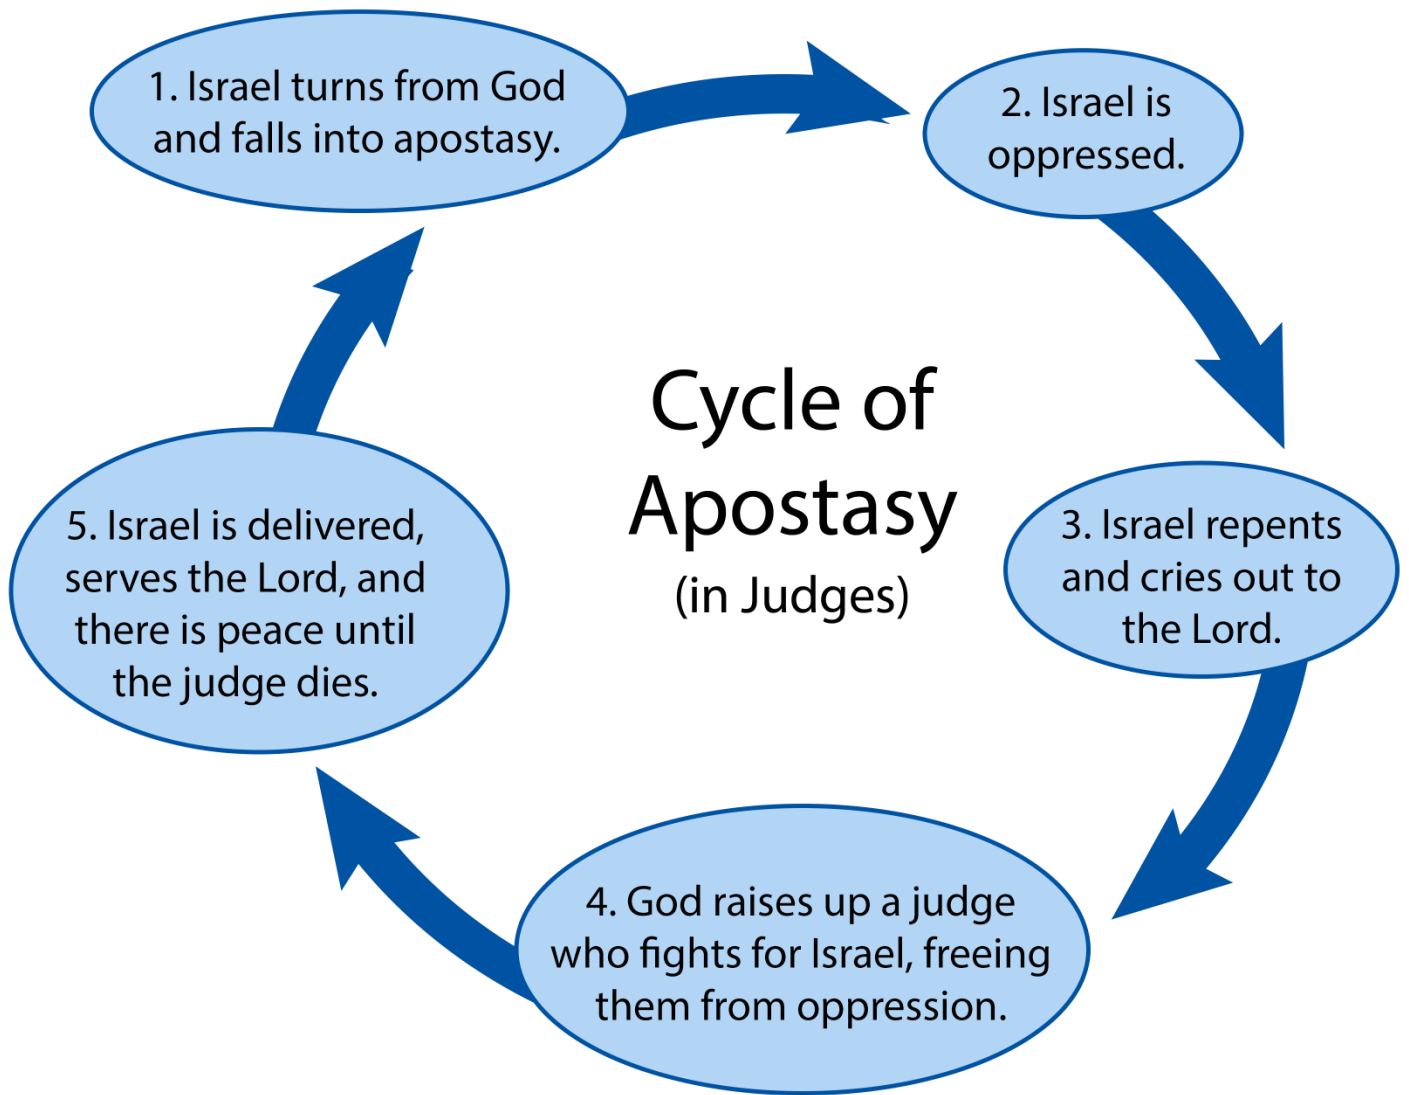 1. Israel turns from God
and falls into apostasy.
2. Israel is
oppressed.
Cycle of
Apostasy
(in Judges)
3. Israel repents
and cries out to
the Lord.
4. God raises up a judge
who fights for Israel, freeing
them from oppression.
5. Israel is delivered,
serves the Lord, and
there is peace until
the judge dies.